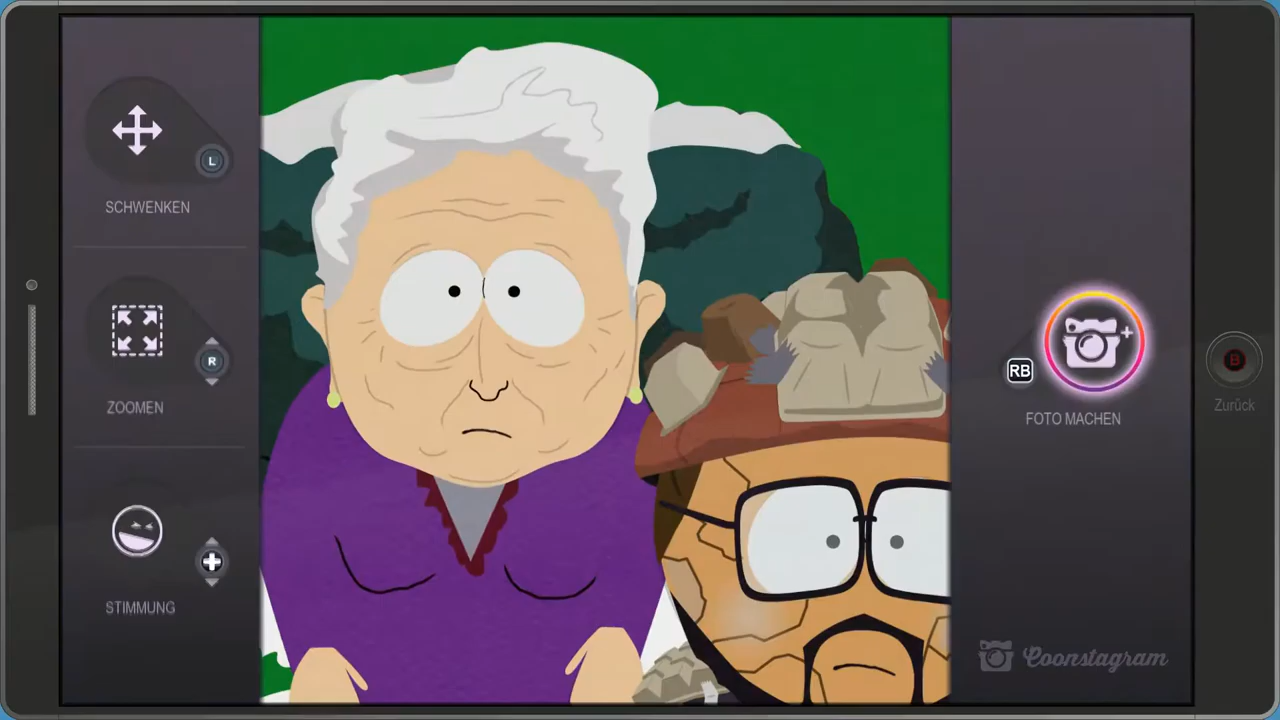 L
SCHWENKEN
R
ZOOMEN
STIMMUNG
RB
FOTO MACHEN
B
Zurück
Coonstagram